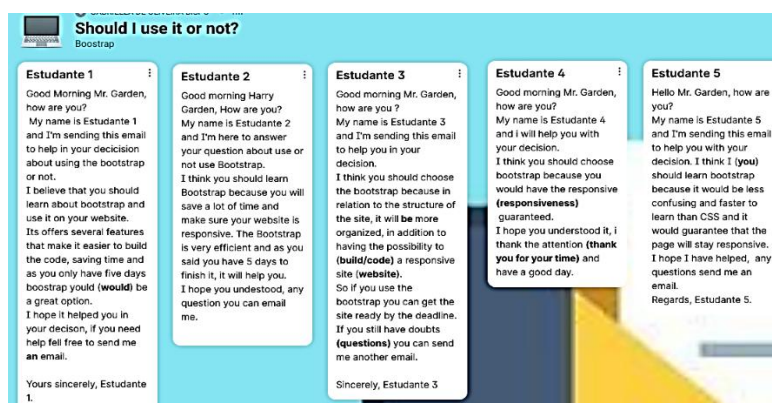 Should I use it or not?
Boostrap
Estudante 1
Good Morning Mr. Garden,
how are you?
My name is Estudante 1
and I'm sending this email
to help in your decicision
about using the bootstrap
or not.
I believe that you should
learn about bootstrap and
use it on your website.
Its offers several features
that make it easier to build
the code, saving time and
as you only have five days
boostrap yould (would) be
a great option.
I hope it helped you in
your decison, if you need
help fell free to send me
an email.
Yours sincerely, Estudante
1.
Estudante 2
Good morning Harry
Garden, How are you?
My name is Estudante 2
and I'm here to answer
your question about use or
not use Bootstrap.
I think you should learn
Bootstrap because you will
save a lot of time and
make sure your website is
responsive. The Bootstrap
is very efficient and as you
said you have 5 days to
finish it, it will help you.
I hope you undestood, any
question you can email
me.
Estudante 3
Good morning Mr. Garden,
how are you ?
My name is Estudante 3
and I'm sending this email
to help you in your
decision.
I think you should choose
the bootstrap because in
relation to the structure of
the site, it will be more
organized, in addition to
having the possibility to
(build/code) a responsive
site (website).
So if you use the
bootstrap you can get the
site ready by the deadline.
If you still have doubts
(questions) you can send
me another email.
Sincerely, Estudante 3
Estudante 4
Good morning Mr. Garden,
how are you?
My name is Estudante 4
and i will help you with
your decision.
I think you should choose
bootstrap because you
would have the responsive
(responsiveness)
guaranteed.
I hope you understood it, i
thank the attention (thank
you for your time) and
have a good day.
Estudante 5
Hello Mr. Garden, how are
you?
My name is Estudante 5
and I'm sending this email
to help you with your
decision. I think I (you)
should learn bootstrap
because it would be less
confusing and faster to
learn than CSS and it
would guarantee that the
page will stay responsive.
I hope I have helped, any
questions send me an
email.
Regards, Estudante 5.